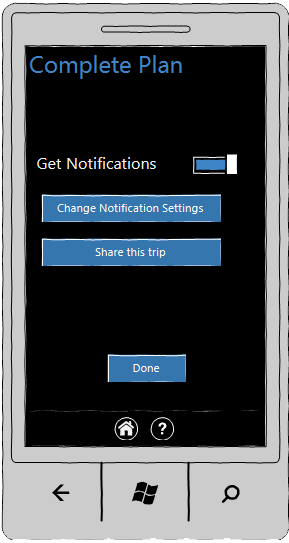 Complete Plan
Get Notifications
Change Notification Settings
Share this trip
Done
?